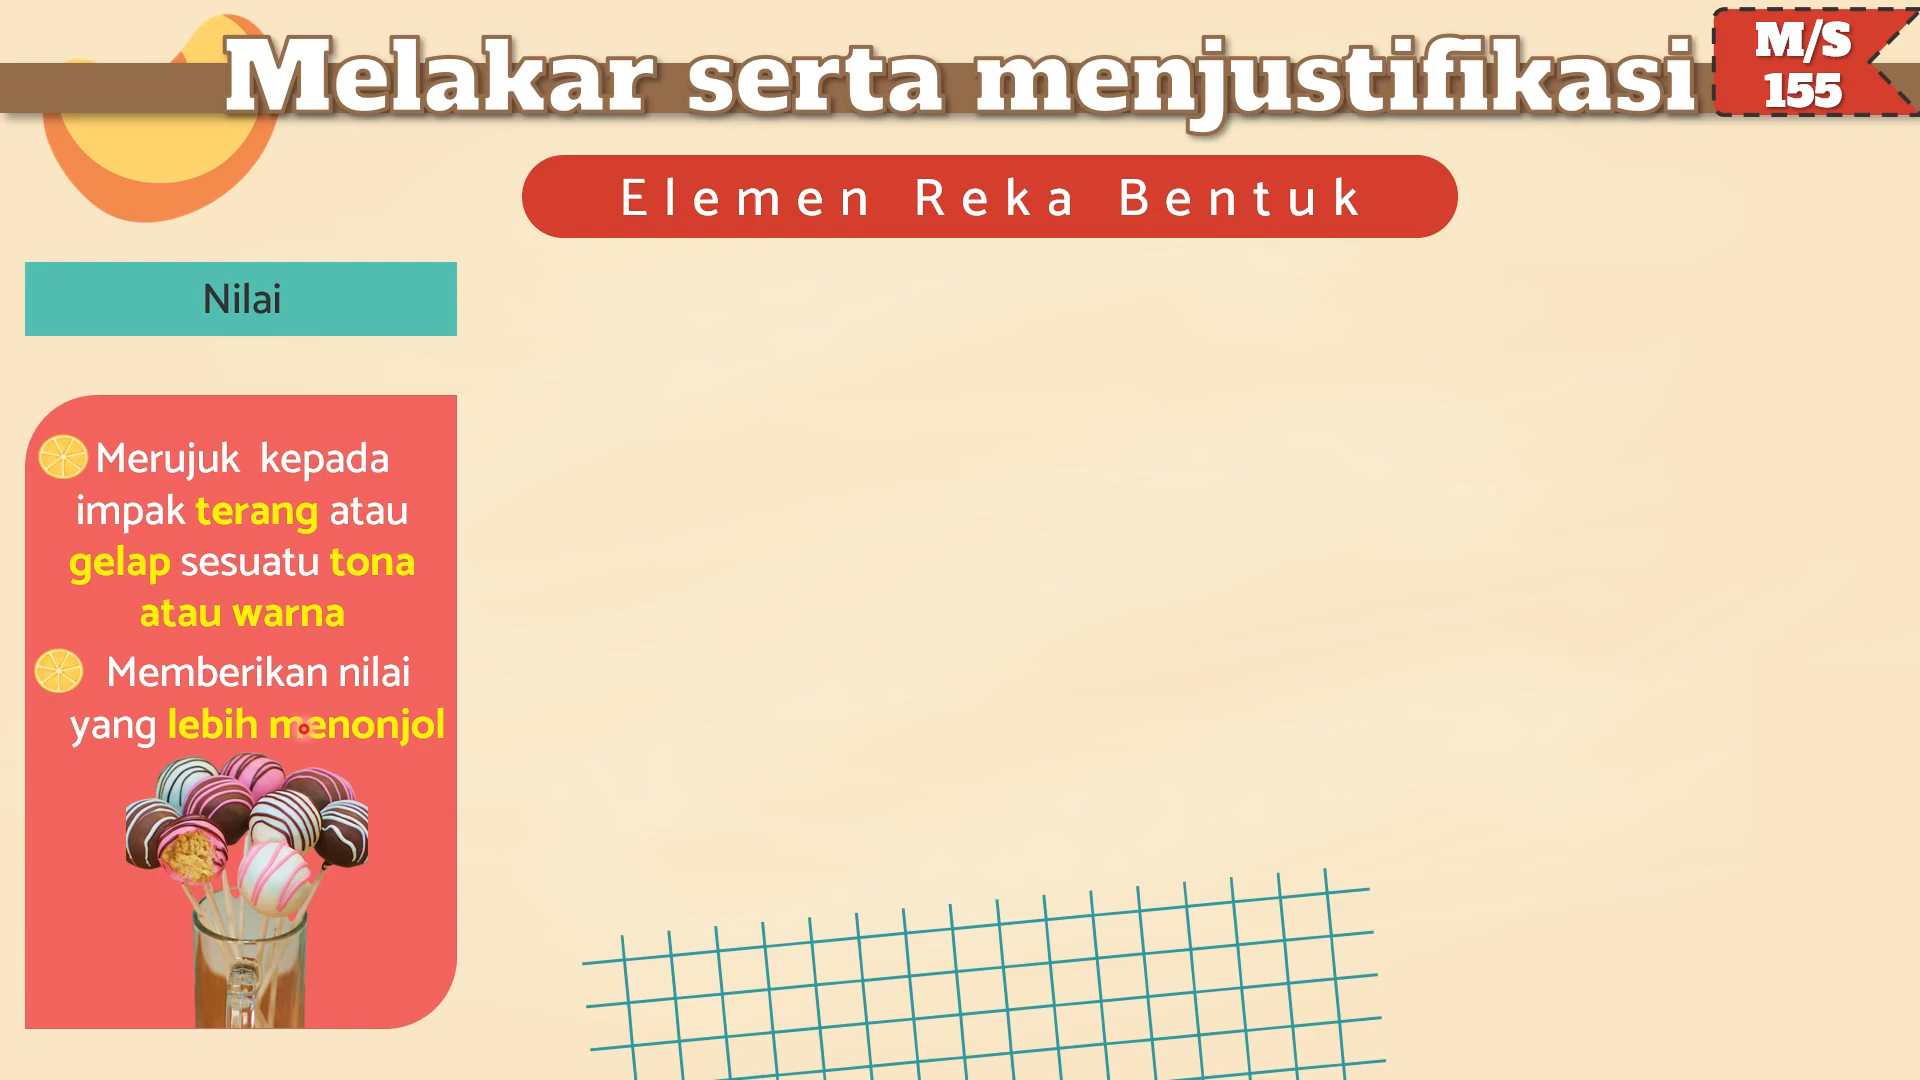 Melakar serta menjustifikasi
M/S
155
Elemen Reka Bentuk
Nilai
Merujuk kepada
impak terang atau
gelap sesuatu tona
atau warna
Memberikan nilai
yang lebih menonjol